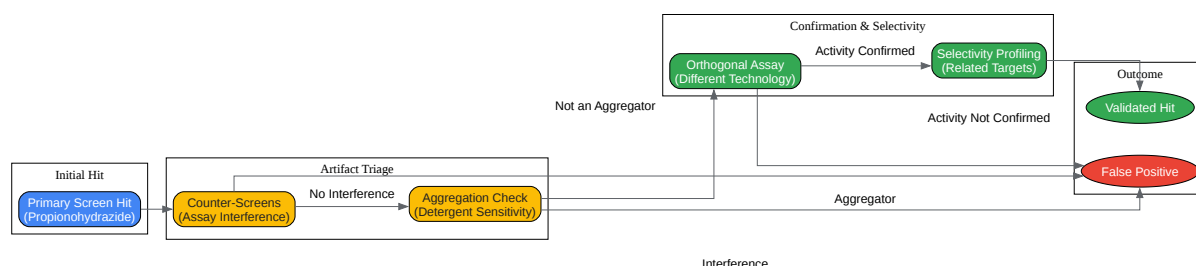 Confirmation & Selectivity
Orthogonal Assay
(Different Technology)
Activity Confirmed
Selectivity Profiling
(Related Targets)
Outcome
Validated Hit
Not an Aggregator
Activity Not Confirmed
Initial Hit
Primary Screen Hit
(Propionohydrazide)
Artifact Triage
Counter-Screens
(Assay Interference)
No Interference
Aggregation Check
(Detergent Sensitivity)
False Positive
Aggregator
Interference